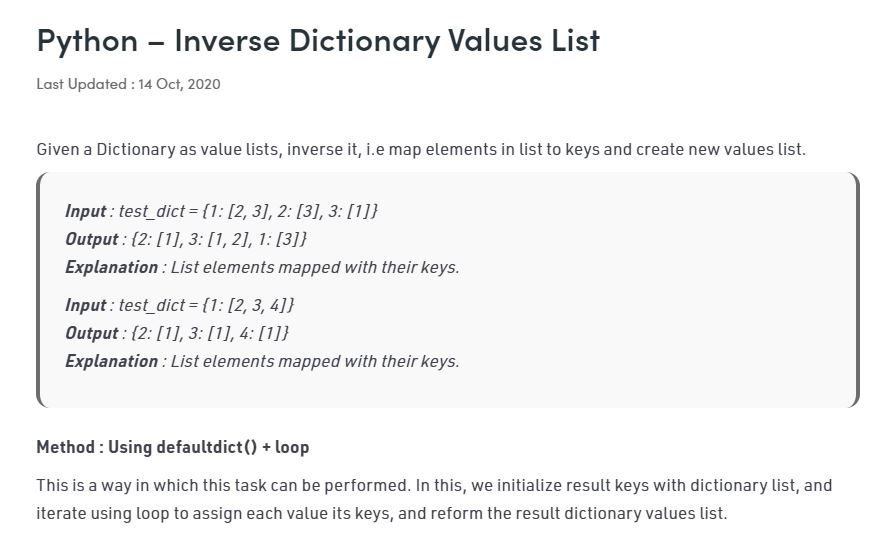 Python – Inverse Dictionary Values List
Last Updated : 14 Oct, 2020
Given a Dictionary as value lists, inverse it, i.e map elements in list to keys and create new values list.
Input : test_dict = {1: [2, 3], 2: [3], 3: [1]}
Output : {2: [1], 3: [1, 2], 1: [3]}
Explanation : List elements mapped with their keys.
Input : test_dict = {1: [2, 3, 4]}
Output : {2: [1], 3: [1], 4: [1]}
Explanation : List elements mapped with their keys.
Method : Using defaultdict() + loop
This is a way in which this task can be performed. In this, we initialize result keys with dictionary list, and
iterate using loop to assign each value its keys, and reform the result dictionary values list.